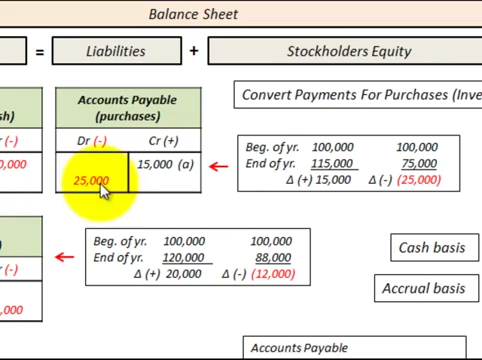 Balance Sheet
= Liabilities + Stockholders Equity
Accounts Payable
(purchases)
Convert Payments For Purchases (Inve
Dr (-) Cr (+)
15,000 (a)
25,000
Beg. of yr. 100,000 100,000
End of yr. 115,000 75,000
Δ (+) 15,000 Δ (-) (25,000)
Beg. of yr. 100,000 100,000
End of yr. 120,000 88,000
Δ (+) 20,000 Δ (-) (12,000)
Cash basis
Accrual basis
Accounts Payable